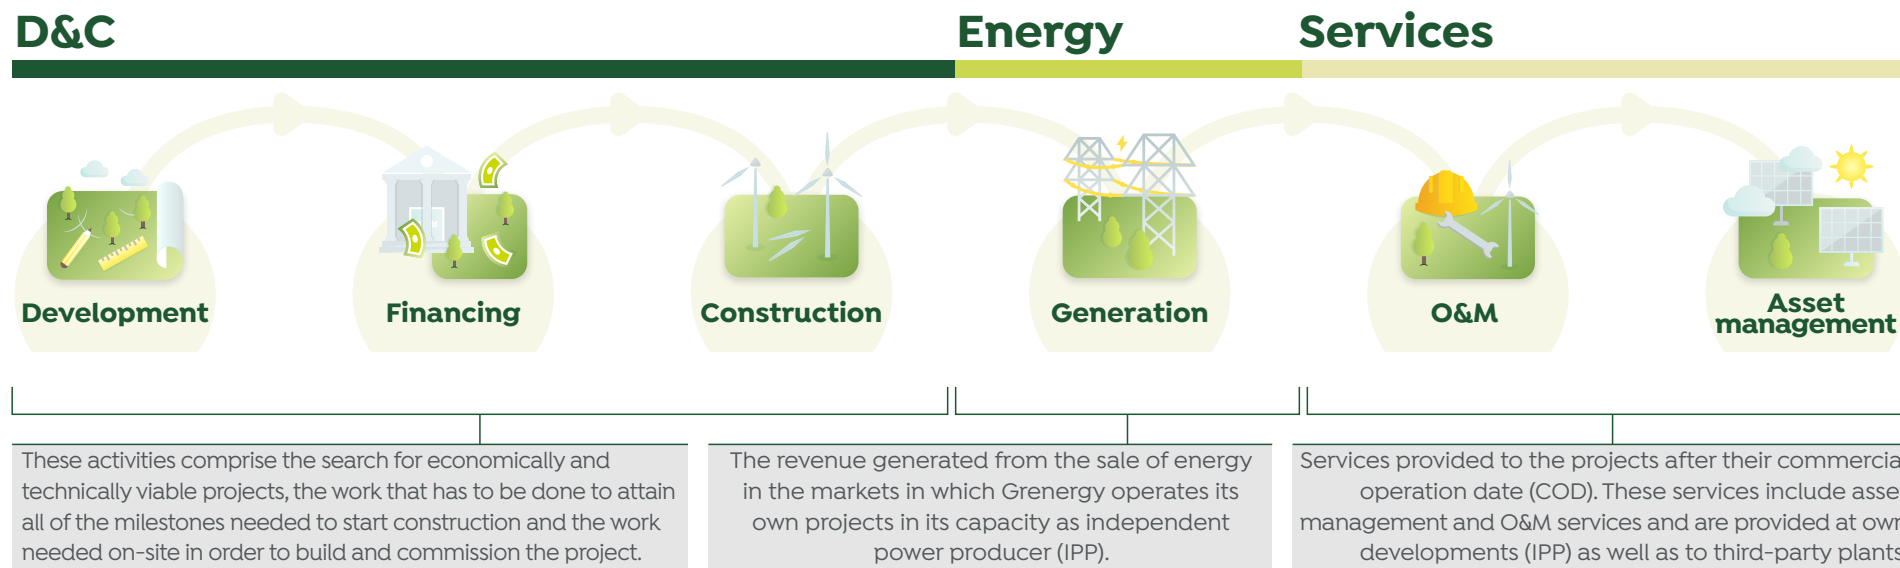 D&C
Energy
Services
Development
Financing
Construction
Generation
O&M
Asset
management
These activities comprise the search for economically and
technically viable projects, the work that has to be done to attain
all of the milestones needed to start construction and the work
needed on-site in order to build and commission the project.
The revenue generated from the sale of energy
in the markets in which Grenergy operates its
own projects in its capacity as independent
power producer (IPP).
Services provided to the projects after their commercia
operation date (COD). These services include asse
management and O&M services and are provided at own
developments (IPP) as well as to third-party plants